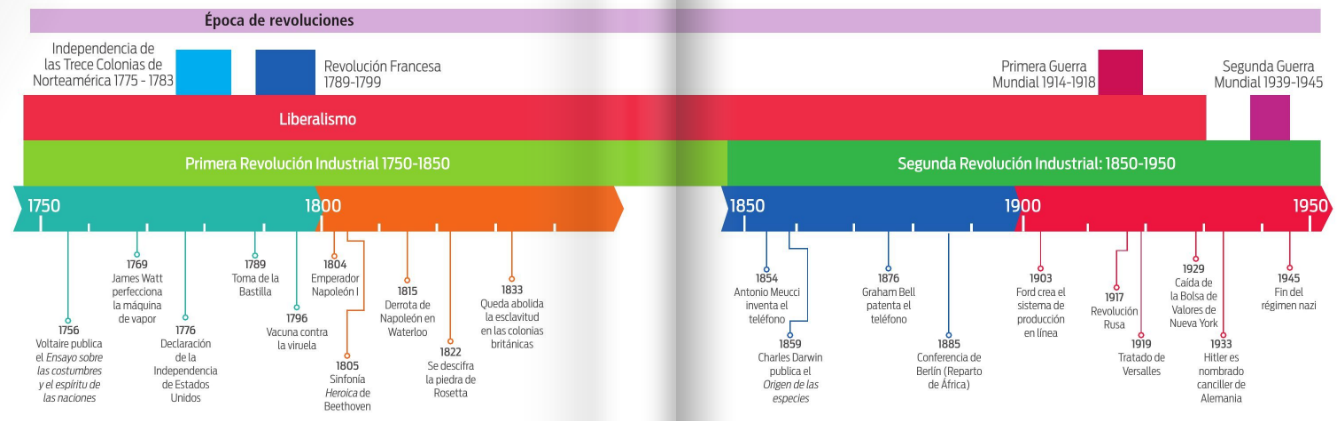 Época de revoluciones
Independencia de
las Trece Colonias de
Norteamérica 1775 - 1783
Revolución Francesa
1789-1799
Primera Guerra
Mundial 1914-1918
Segunda Guerra
Mundial 1939-1945
Liberalismo
Primera Revolución Industrial 1750-1850
Segunda Revolución Industrial: 1850-1950
1750
1800
1850
1900
1950
1756
Voltaire publica
el Ensayo sobre
las costumbres
y el espíritu de
las naciones
1769
James Watt
perfecciona
la máquina
de vapor
1776
Declaración
de la
Independencia
de Estados
Unidos
1789
Toma de la
Bastilla
1796
Vacuna contra
la viruela
1804
Emperador
Napoleón I
1805
Sinfonía
Heroica de
Beethoven
1815
Derrota de
Napoleón en
Waterloo
1822
Se descifra
la piedra de
Rosetta
1833
Queda abolida
la esclavitud
en las colonias
británicas
1854
Antonio Meucci
inventa el
teléfono
1859
Charles Darwin
publica el
Origen de las
especies
1876
Graham Bell
patenta el
teléfono
1885
Conferencia de
Berlín (Reparto
de África)
1903
Ford crea el
sistema de
producción
en línea
1917
Revolución
Rusa
1919
Tratado de
Versalles
1929
Caída de
la Bolsa de
Valores de
Nueva York
1933
Hitler es
nombrado
canciller de
Alemania
1945
Fin del
régimen nazi